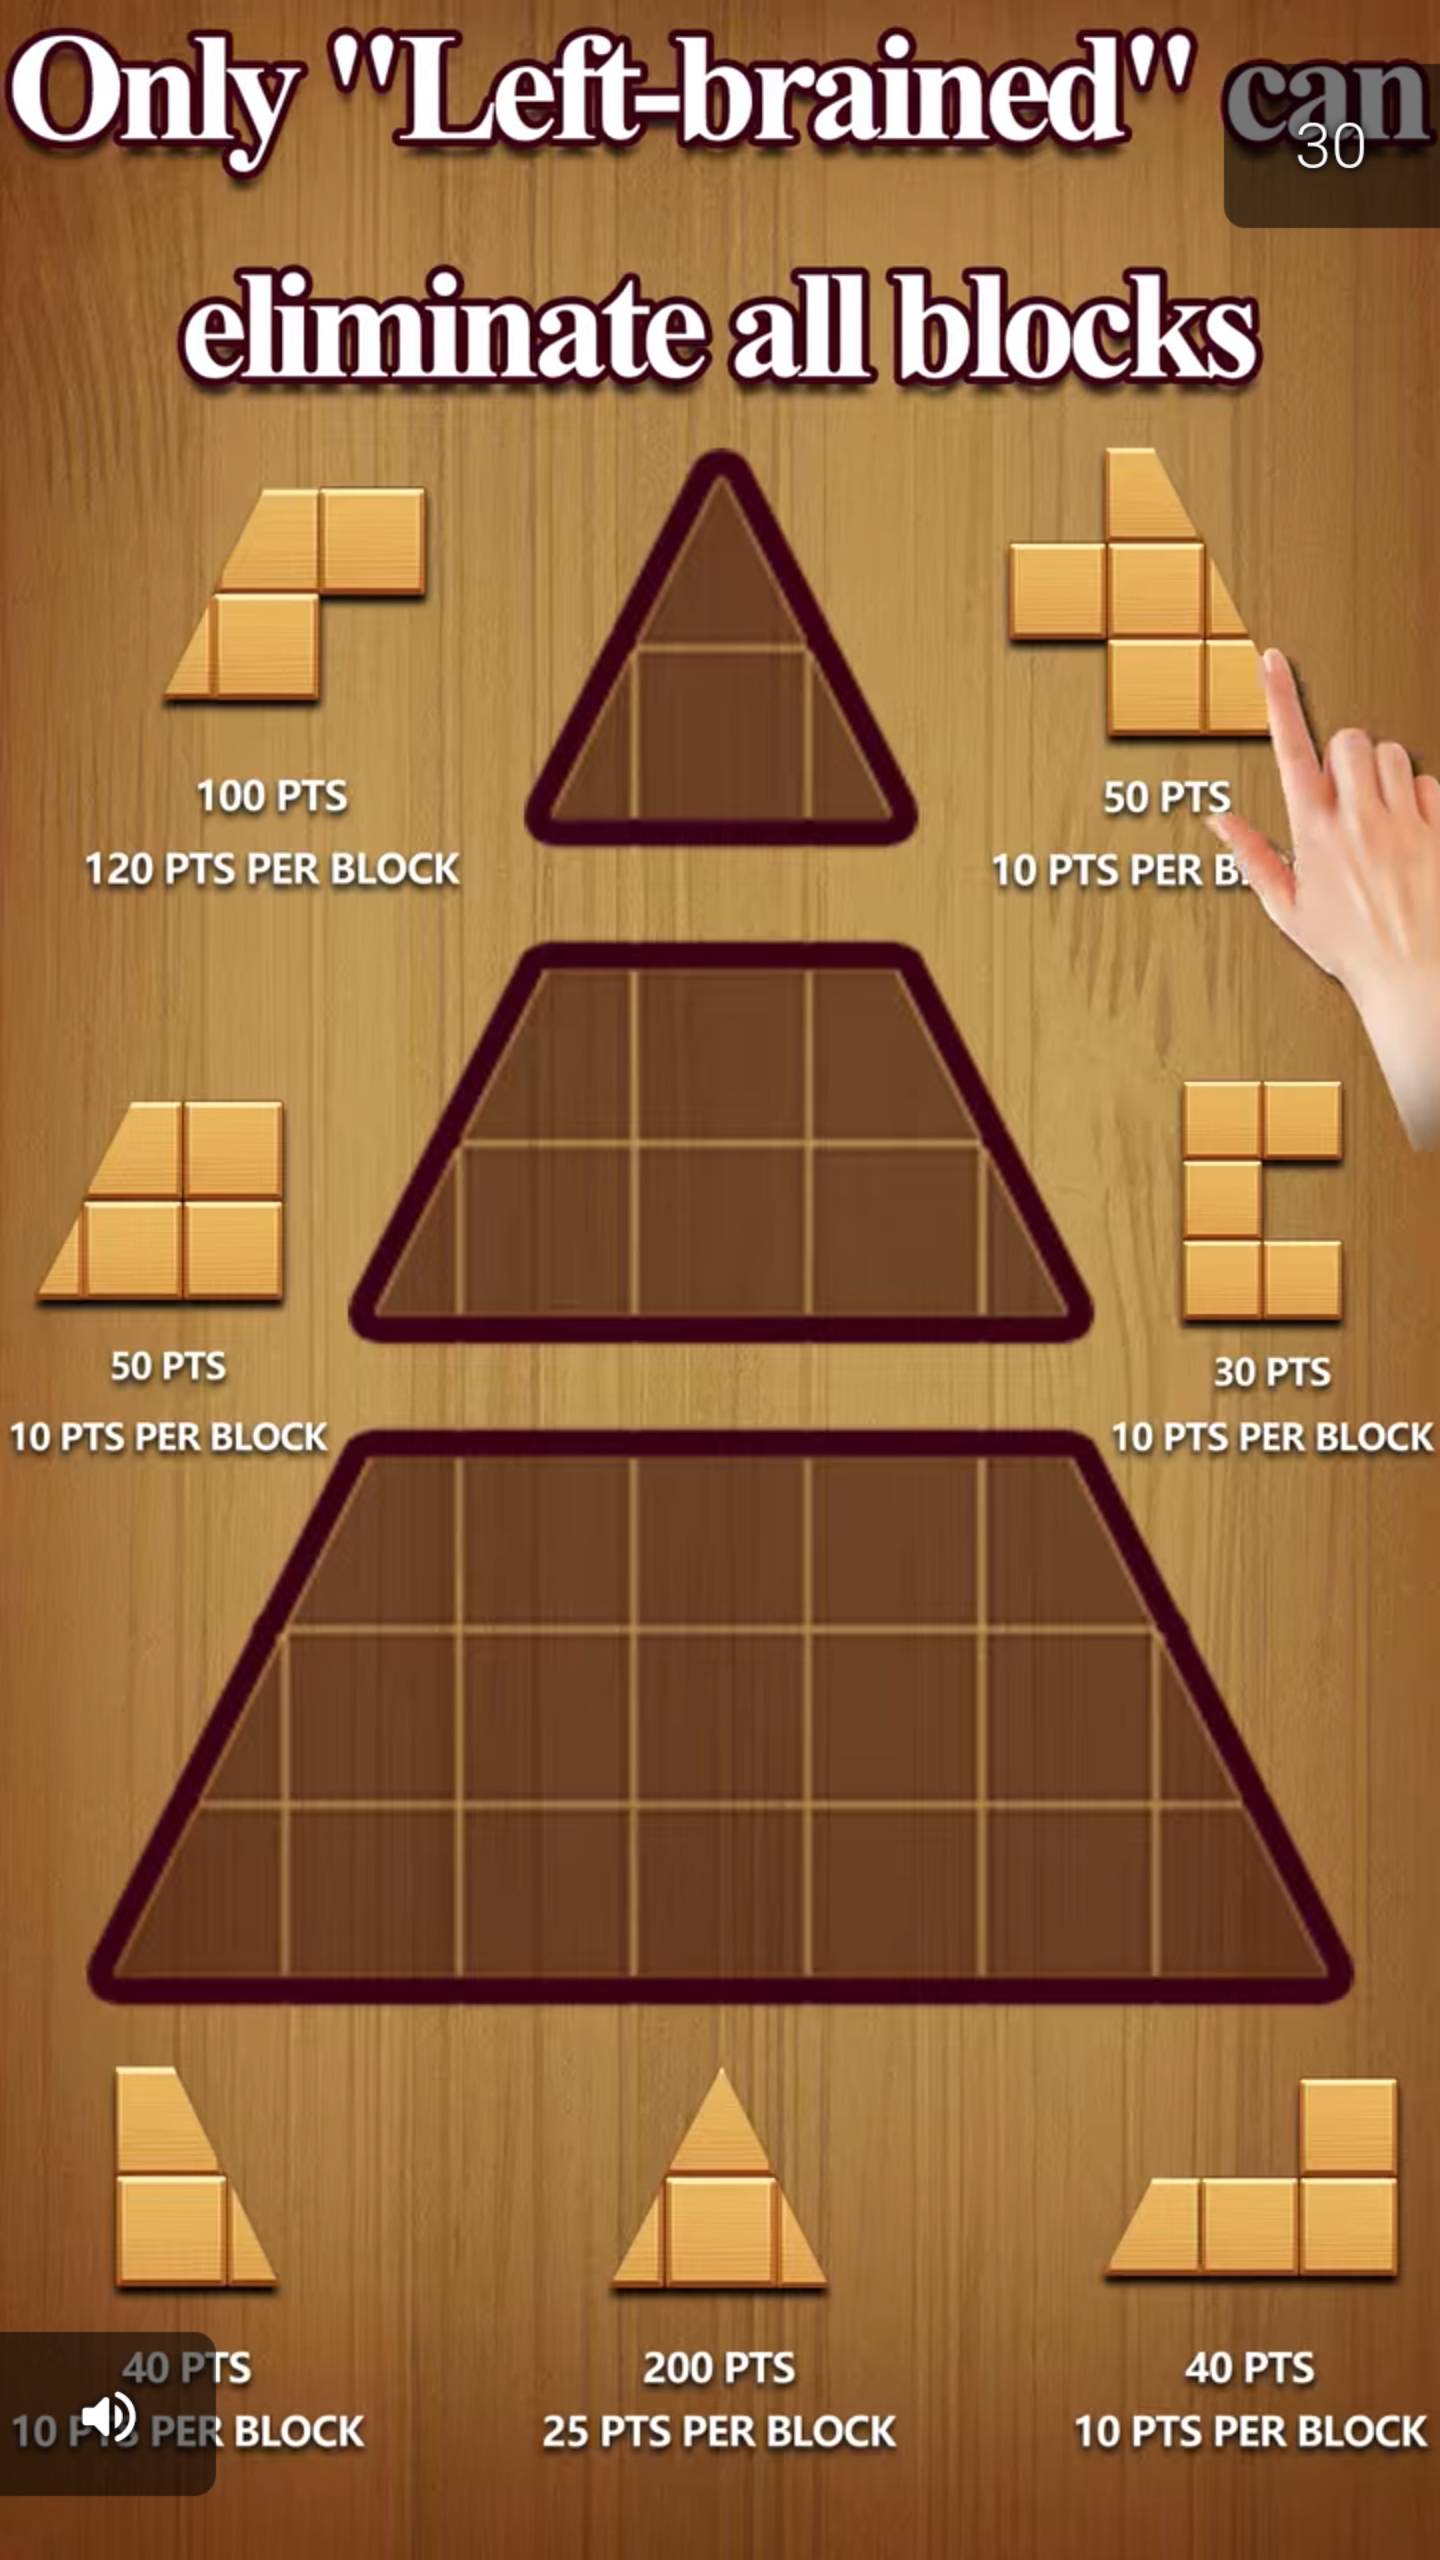 Only "Left-brained" can
30
eliminate all blocks
100 PTS
120 PTS PER BLOCK
50 PTS
10 PTS PER
50 PTS
10 PTS PER BLOCK
30 PTS
10 PTS PER BLOCK
40 PTS
10 PTS PER BLOCK
200 PTS
25 PTS PER BLOCK
40 PTS
10 PTS PER BLOCK